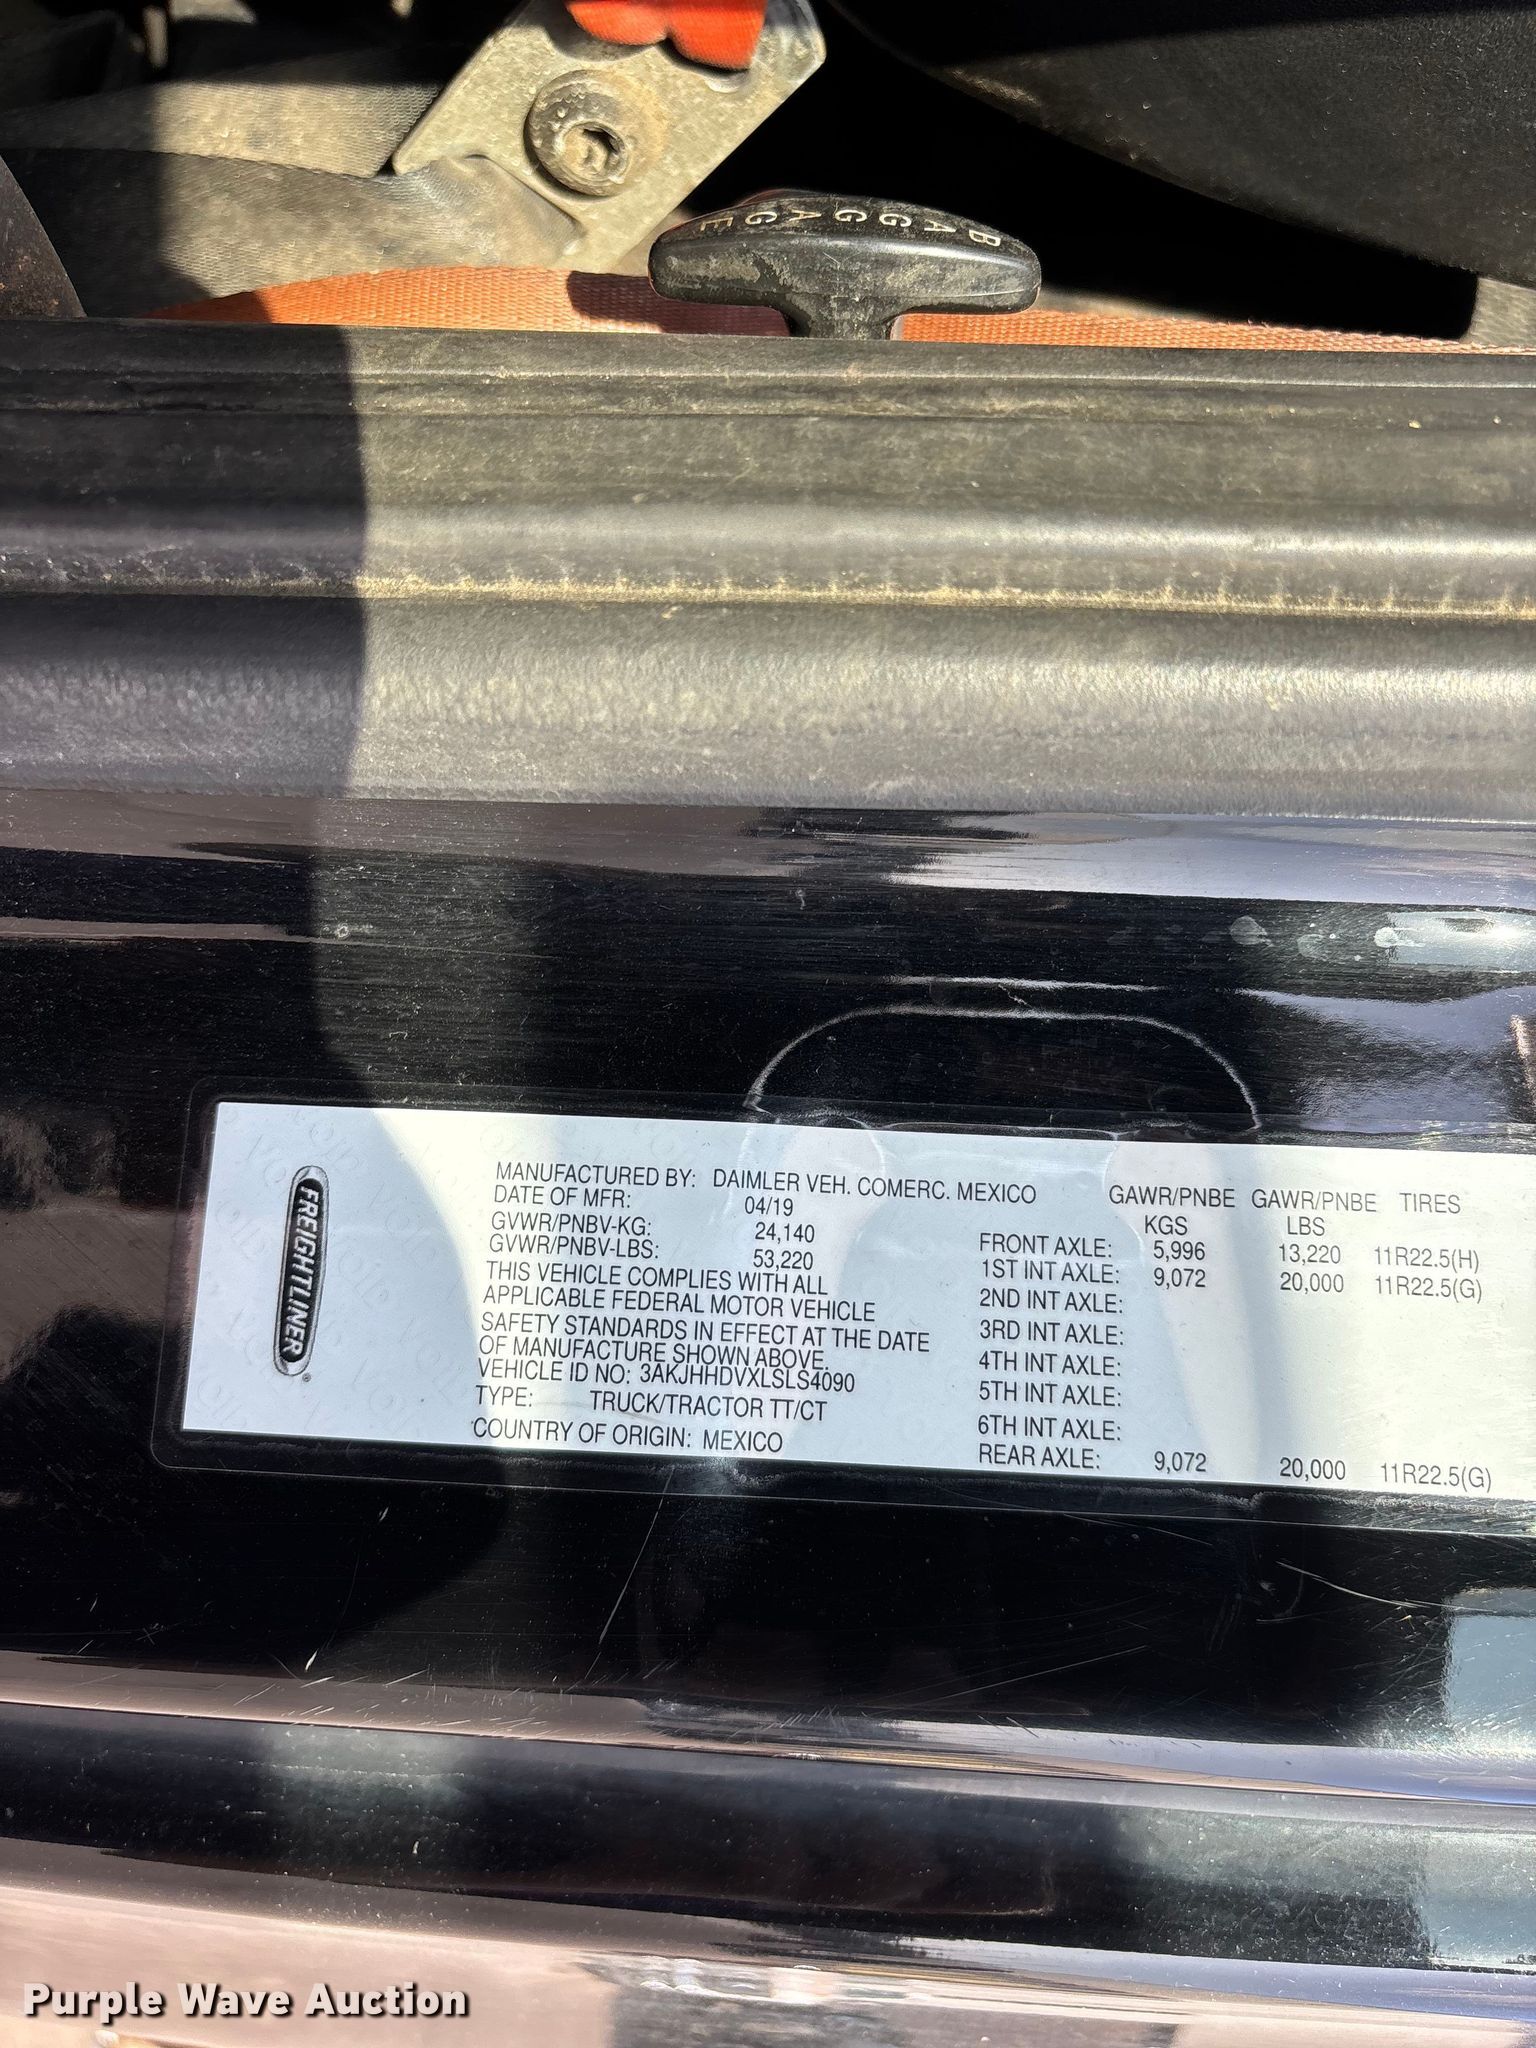 BAGGAGE
FREIGHTLINER®
MANUFACTURED BY: DAIMLER VEH. COMERC. MEXICO
DATE OF MFR: 04/19
GVWR/PNBV-KG: 24,140
GVWR/PNBV-LBS: 53,220
THIS VEHICLE COMPLIES WITH ALL
APPLICABLE FEDERAL MOTOR VEHICLE
SAFETY STANDARDS IN EFFECT AT THE DATE
OF MANUFACTURE SHOWN ABOVE.
VEHICLE ID NO: 3AKJHHDVXLSLS4090
TYPE: TRUCK/TRACTOR TT/CT
COUNTRY OF ORIGIN: MEXICO
GAWR/PNBE GAWR/PNBE TIRES
KGS LBS
FRONT AXLE: 5,996 13,220 11R22.5(H)
1ST INT AXLE: 9,072 20,000 11R22.5(G)
2ND INT AXLE:
3RD INT AXLE:
4TH INT AXLE:
5TH INT AXLE:
6TH INT AXLE:
REAR AXLE: 9,072 20,000 11R22.5(G)
Purple Wave Auction